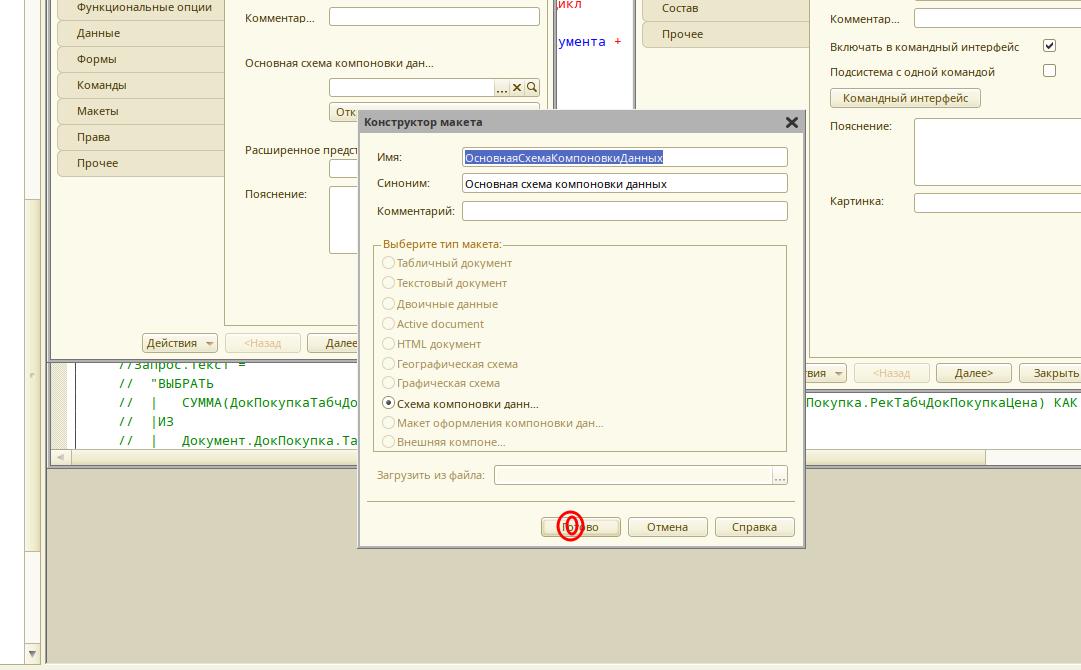 Функциональные опции
Данные
Формы
Команды
Макеты
Права
Прочее
Комментар...
Основная схема компоновки дан...
...
Отк
Расширенное предст
Пояснение:
Действия
<Назад
Далее
цикл
умента +
Состав
Прочее
Комментар...
Включать в командный интерфейс
Подсистема с одной командой
Командный интерфейс
Пояснение:
Картинка:
вия
<Назад
Далее>
Закрыть
Конструктор макета
Имя: ОсновнаяСхемаКомпоновкиДанных
Синоним: Основная схема компоновки данных
Комментарий:
Выберите тип макета:
Табличный документ
Текстовый документ
Двоичные данные
Active document
HTML документ
Географическая схема
Графическая схема
Схема компоновки данн...
Макет оформления компоновки дан...
Внешняя компоне...
Загрузить из файла: ...
Готово
Отмена
Справка
//Запрос.Текст =
// "ВЫБРАТЬ
// | СУММА(ДокПокупкаТабчДо
Покупка.РекТабчДокПокупкаЦена) КАК
// |ИЗ
// | Документ.ДокПокупка.Та